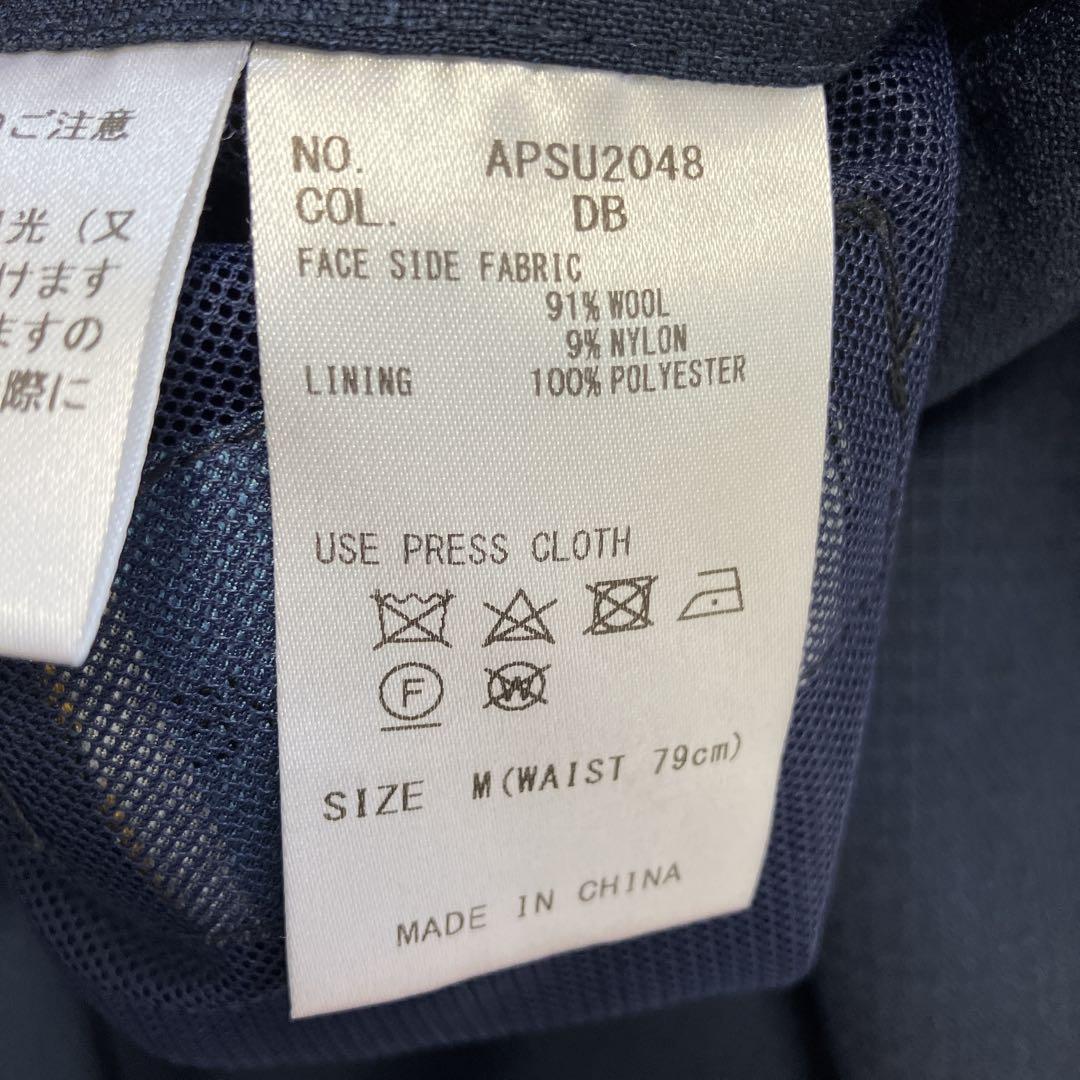 ご注意
光（又
けます
ますの
際に
NO. APSU2048
COL. DB
FACE SIDE FABRIC
91% WOOL
9% NYLON
LINING 100% POLYESTER
USE PRESS CLOTH
F W
SIZE M(WAIST 79cm)
MADE IN CHINA